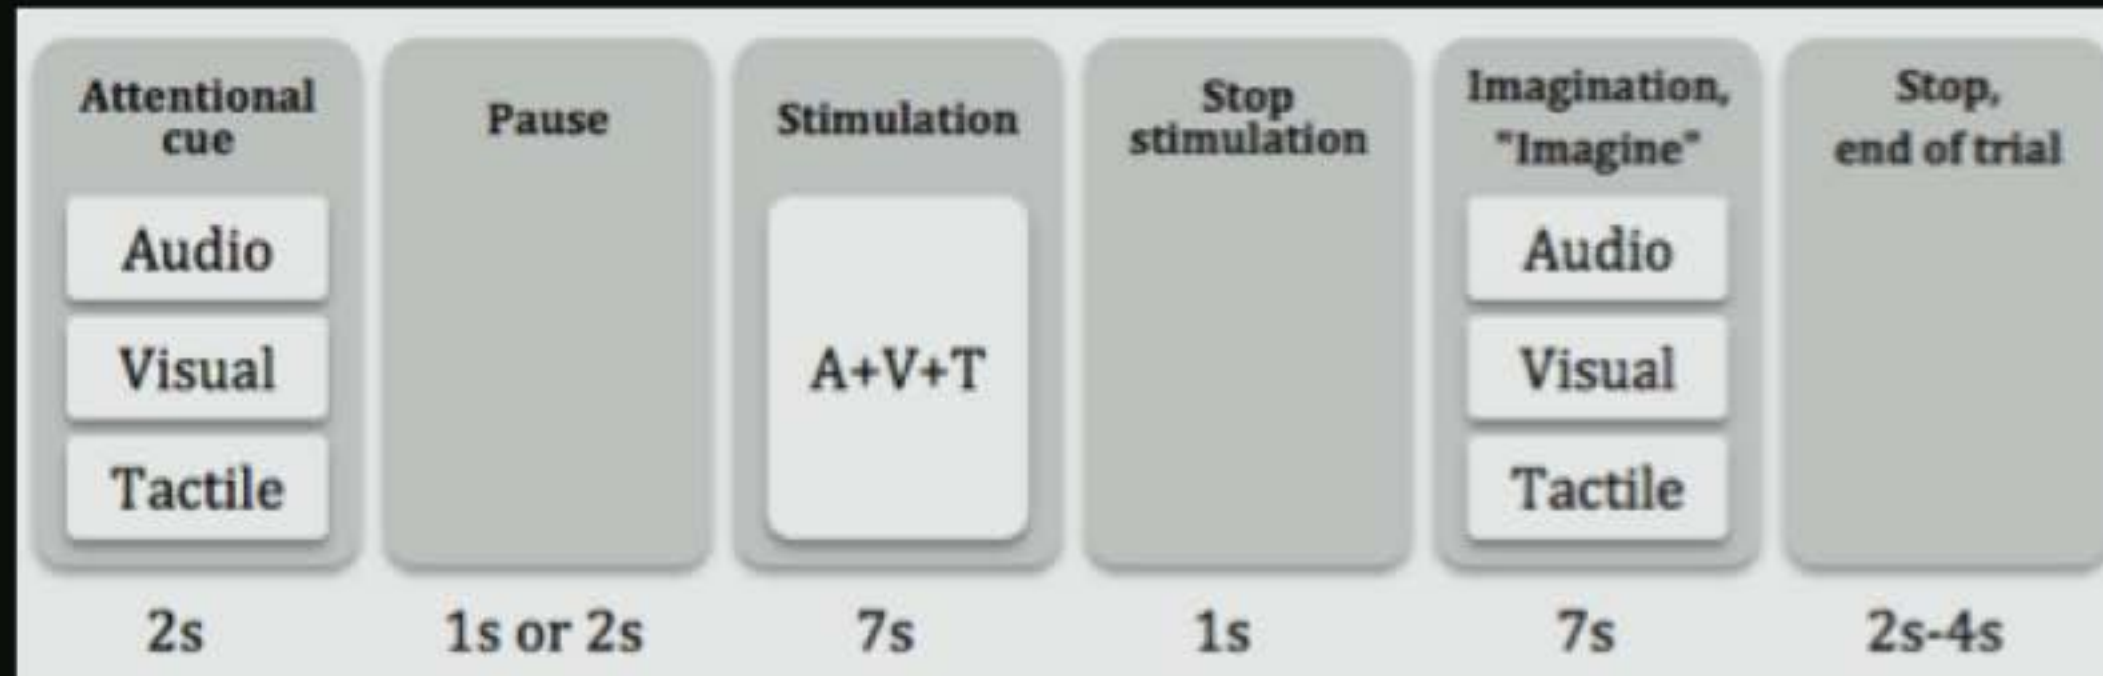 Attentional
cue
Audio
Visual
Tactile
2s
Pause
1s or 2s
Stimulation
A+V+T
7s
Stop
stimulation
1s
Imagination,
"Imagine"
Audio
Visual
Tactile
7s
Stop,
end of trial
2s-4s